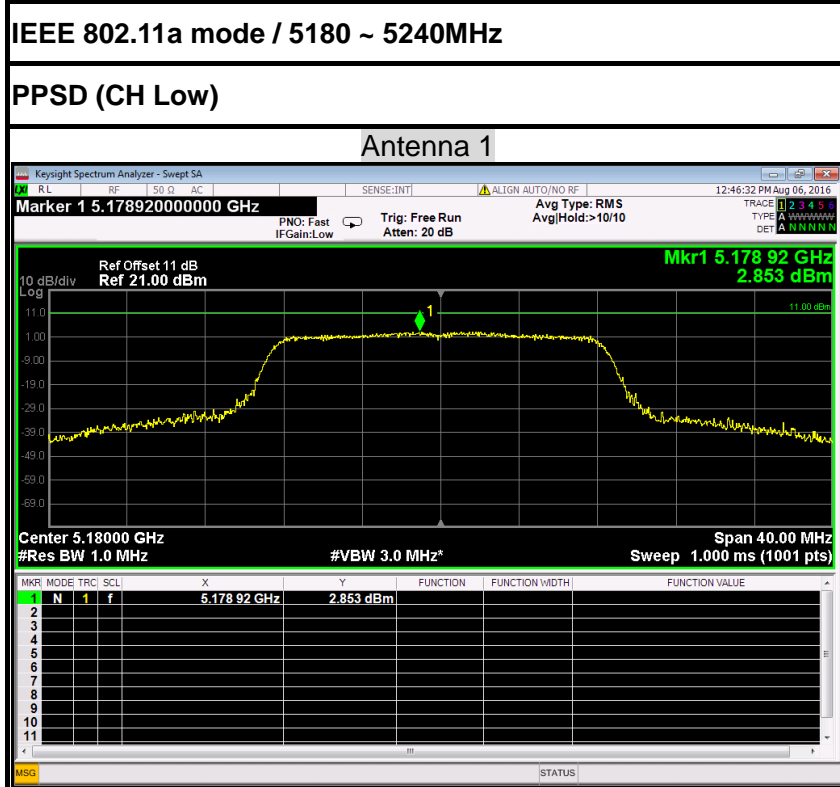 IEEE 802.11a mode / 5180 ~ 5240MHz
PPSD (CH Low)
Antenna 1
Keysight Spectrum Analyzer - Swept SA
LXI RL RF 50 Ω AC SENSE:INT ALIGN AUTO/NO RF 12:46:32 PM Aug 06, 2016
Marker 1 5.178920000000 GHz
PNO: Fast
IFGain:Low
Trig: Free Run
Atten: 20 dB
Avg Type: RMS
Avg|Hold:>10/10
TRACE 1 2 3 4 5 6
TYPE A WWWWW
DET A N N N N N
Mkr1 5.178 92 GHz
2.853 dBm
Ref Offset 11 dB
10 dB/div Ref 21.00 dBm
Log
1
11.00 dBm
11.0
1.00
-9.00
-19.0
-29.0
-39.0
-49.0
-59.0
-69.0
Center 5.18000 GHz Span 40.00 MHz
#Res BW 1.0 MHz #VBW 3.0 MHz* Sweep 1.000 ms (1001 pts)
MKR MODE TRC SCL X Y FUNCTION FUNCTION WIDTH FUNCTION VALUE
1 N 1 f 5.178 92 GHz 2.853 dBm
2
3
4
5
6
7
8
9
10
11
MSG STATUS